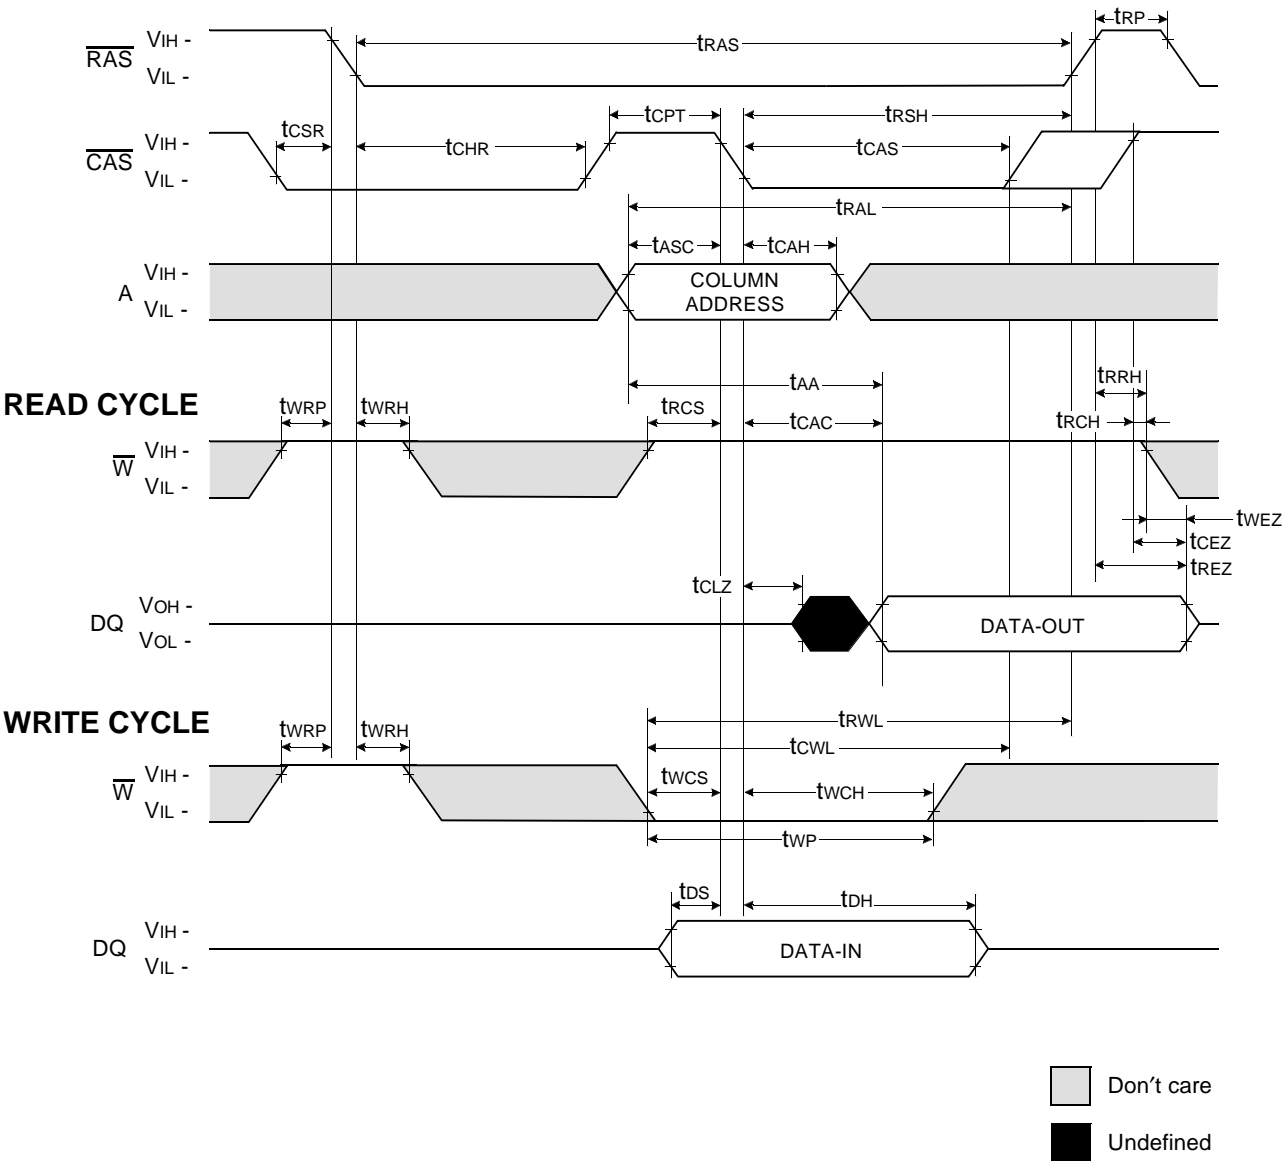 tRP
RAS
VIH -
VIL -
tRAS
tCPT
tRSH
tCSR
CAS
VIH -
VIL -
tCHR
tCAS
tRAL
tASC
tCAH
A
VIH -
VIL -
COLUMN
ADDRESS
tAA
tRRH
READ CYCLE
tWRP
tWRH
tRCS
tCAC
tRCH
W
VIH -
VIL -
tWEZ
tCEZ
tREZ
tCLZ
DQ
VOH -
VOL -
DATA-OUT
WRITE CYCLE
tWRP
tWRH
tRWL
tCWL
W
VIH -
VIL -
tWCS
tWCH
tWP
tDS
tDH
DQ
VIH -
VIL -
DATA-IN
Don′t care
Undefined